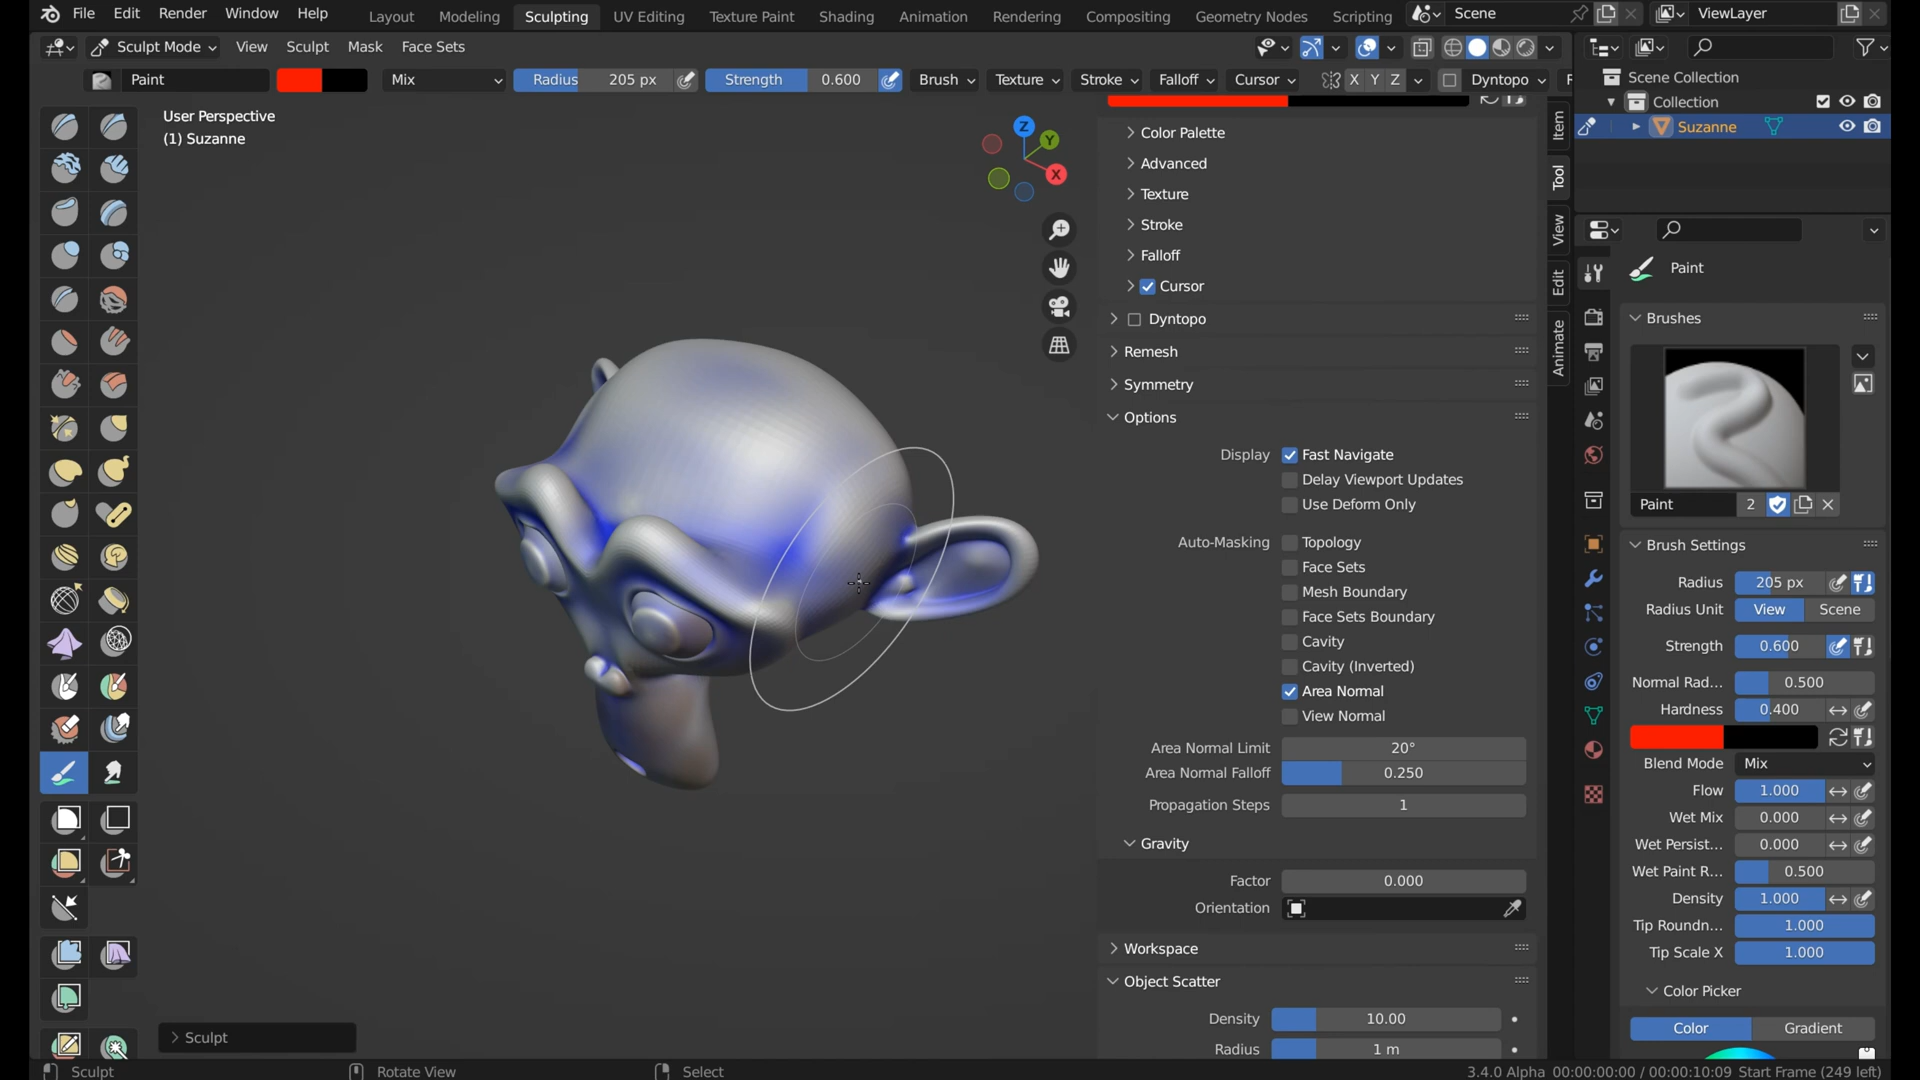 File Edit Render Window Help Layout Modeling Sculpting UV Editing Texture Paint Shading Animation Rendering Compositing Geometry Nodes Scripting Scene ViewLayer
Sculpt Mode View Sculpt Mask Face Sets
Paint Mix Radius 205 px Strength 0.600 Brush Texture Stroke Falloff Cursor X Y Z Dyntopo
User Perspective
(1) Suzanne
Z
Y
X
Color Palette
Advanced
Texture
Stroke
Falloff
Cursor
Dyntopo
Remesh
Symmetry
Options
Display Fast Navigate
Delay Viewport Updates
Use Deform Only
Auto-Masking Topology
Face Sets
Mesh Boundary
Face Sets Boundary
Cavity
Cavity (Inverted)
Area Normal
View Normal
Area Normal Limit 20°
Area Normal Falloff 0.250
Propagation Steps 1
Gravity
Factor 0.000
Orientation
Workspace
Object Scatter
Density 10.00
Radius 1 m
Item
Tool
View
Edit
Animate
Scene Collection
Collection
Suzanne
Paint
Brushes
Paint 2
Brush Settings
Radius 205 px
Radius Unit View Scene
Strength 0.600
Normal Rad... 0.500
Hardness 0.400
Blend Mode Mix
Flow 1.000
Wet Mix 0.000
Wet Persist... 0.000
Wet Paint R... 0.500
Density 1.000
Tip Roundn... 1.000
Tip Scale X 1.000
Color Picker
Color Gradient
Sculpt
Sculpt Rotate View Select 3.4.0 Alpha 00:00:00:00 / 00:00:10:09 Start Frame (249 left)